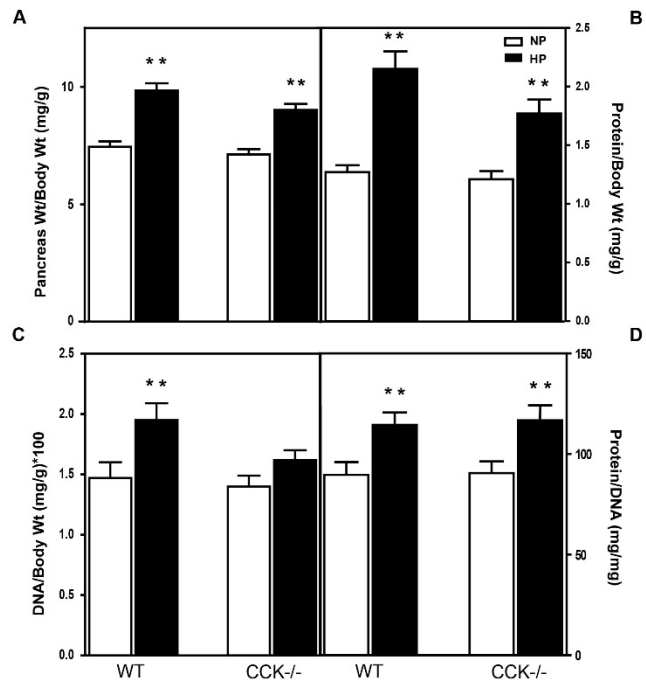 A
B
Pancreas Wt/Body Wt (mg/g)
10
5
0
** ** ** **
NP
HP
2.5
2.0
1.5
1.0
0.5
0.0
Protein/Body Wt (mg/g)
C
D
DNA/Body Wt (mg/g)*100
2.5
2.0
1.5
1.0
0.5
0.0
** ** **
150
100
50
0
Protein/DNA (mg/mg)
WT CCK-/- WT CCK-/-